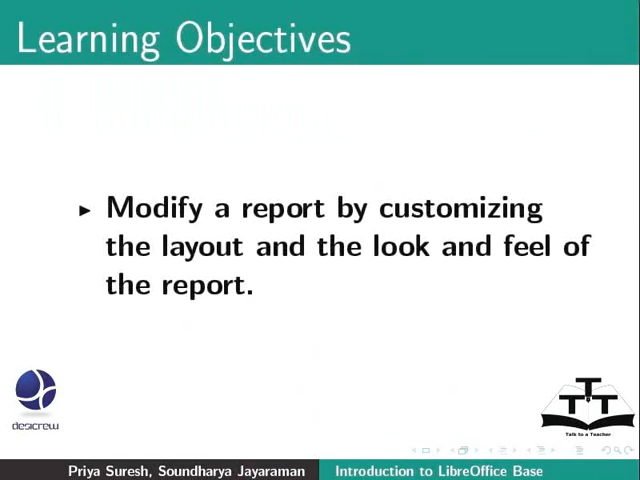 Learning Objectives
Modify a report by customizing
the layout and the look and feel of
the report.
desicrew
TTT
Talk to a Teacher
Priya Suresh, Soundharya Jayaraman Introduction to LibreOffice Base